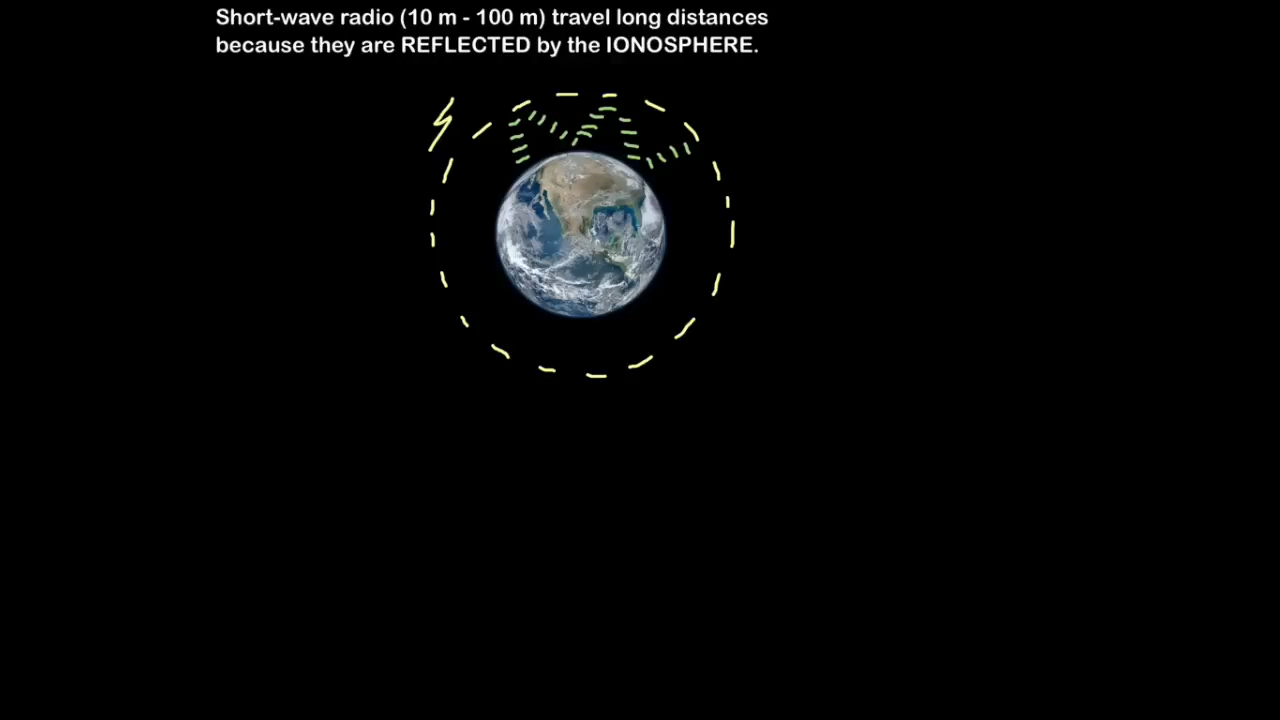 Short-wave radio (10 m - 100 m) travel long distances
because they are REFLECTED by the IONOSPHERE.